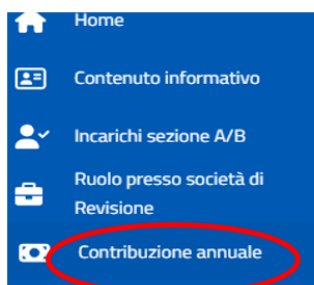 Home
Contenuto informativo
Incarichi sezione A/B
Ruolo presso società di
Revisione
Contribuzione annuale